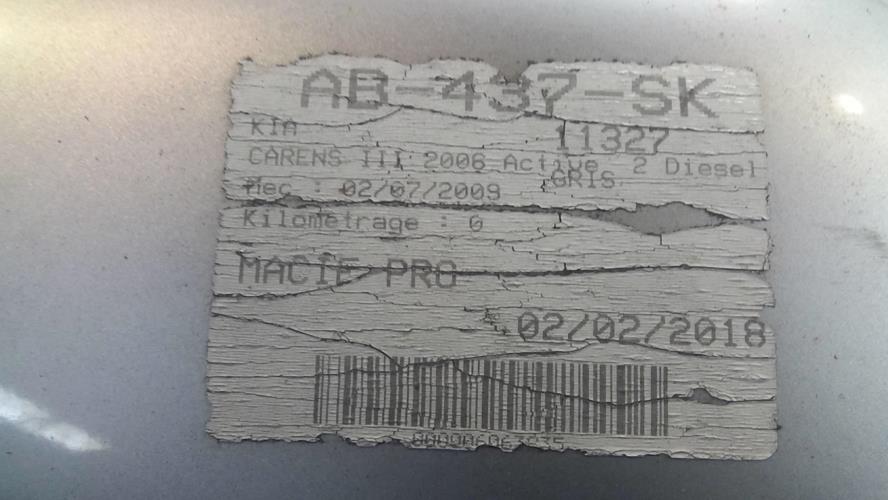 AB-437-SK
KIA 11327
CARENS III 2006 Active 2 Diesel
GRIS
Mec : 02/07/2009
Kilométrage : 0
MACIF PRO
02/02/2018